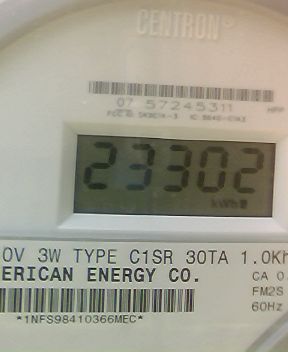 CENTRON®
07 57245311
23302
kWh
0V 3W TYPE C1SR 30TA 1.0Kh
ERICAN ENERGY CO.
CA 0.
FM2S
60Hz
*1NFS98410366MEC*